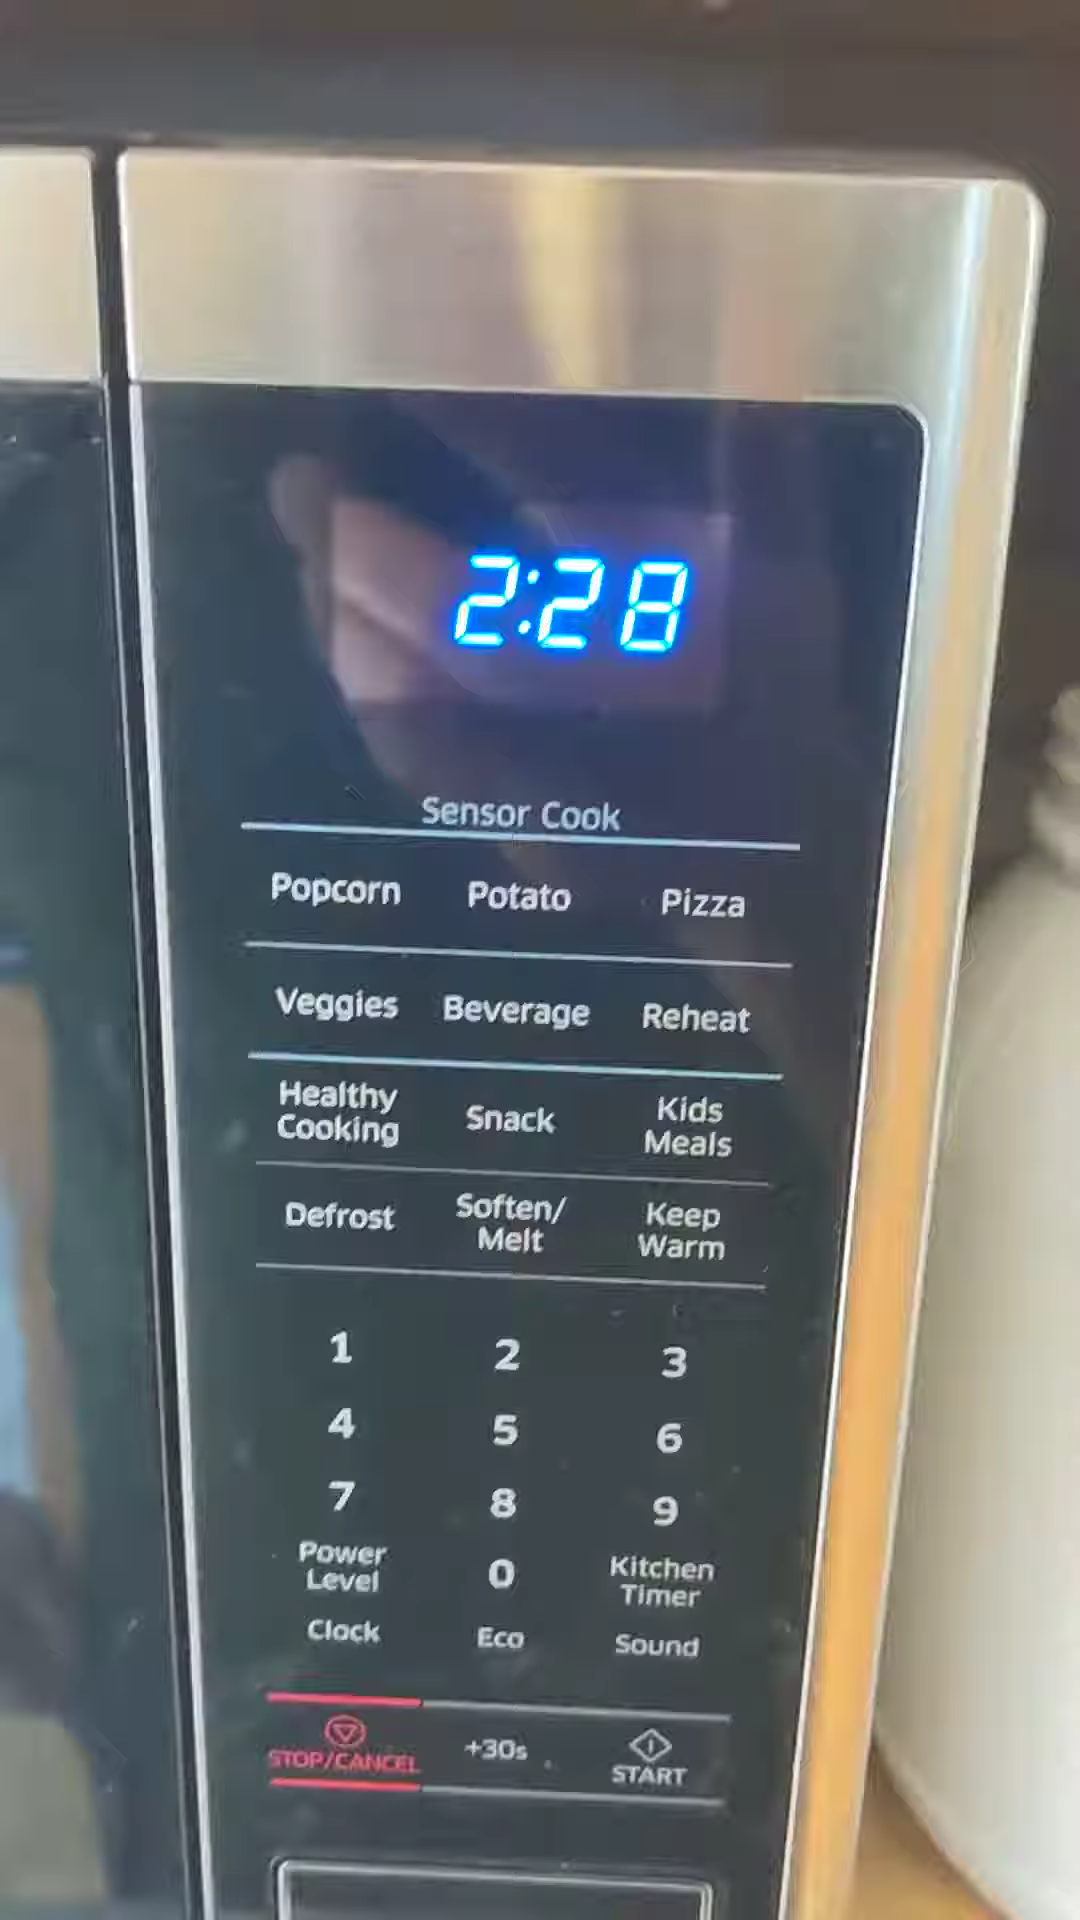 2:28
Sensor Cook
Popcorn Potato Pizza
Veggies Beverage Reheat
Healthy Cooking Snack Kids Meals
Defrost Soften/ Melt Keep Warm
1 2 3
4 5 6
7 8 9
Power Level 0 Kitchen Timer
Clock Eco Sound
STOP/CANCEL +30s START